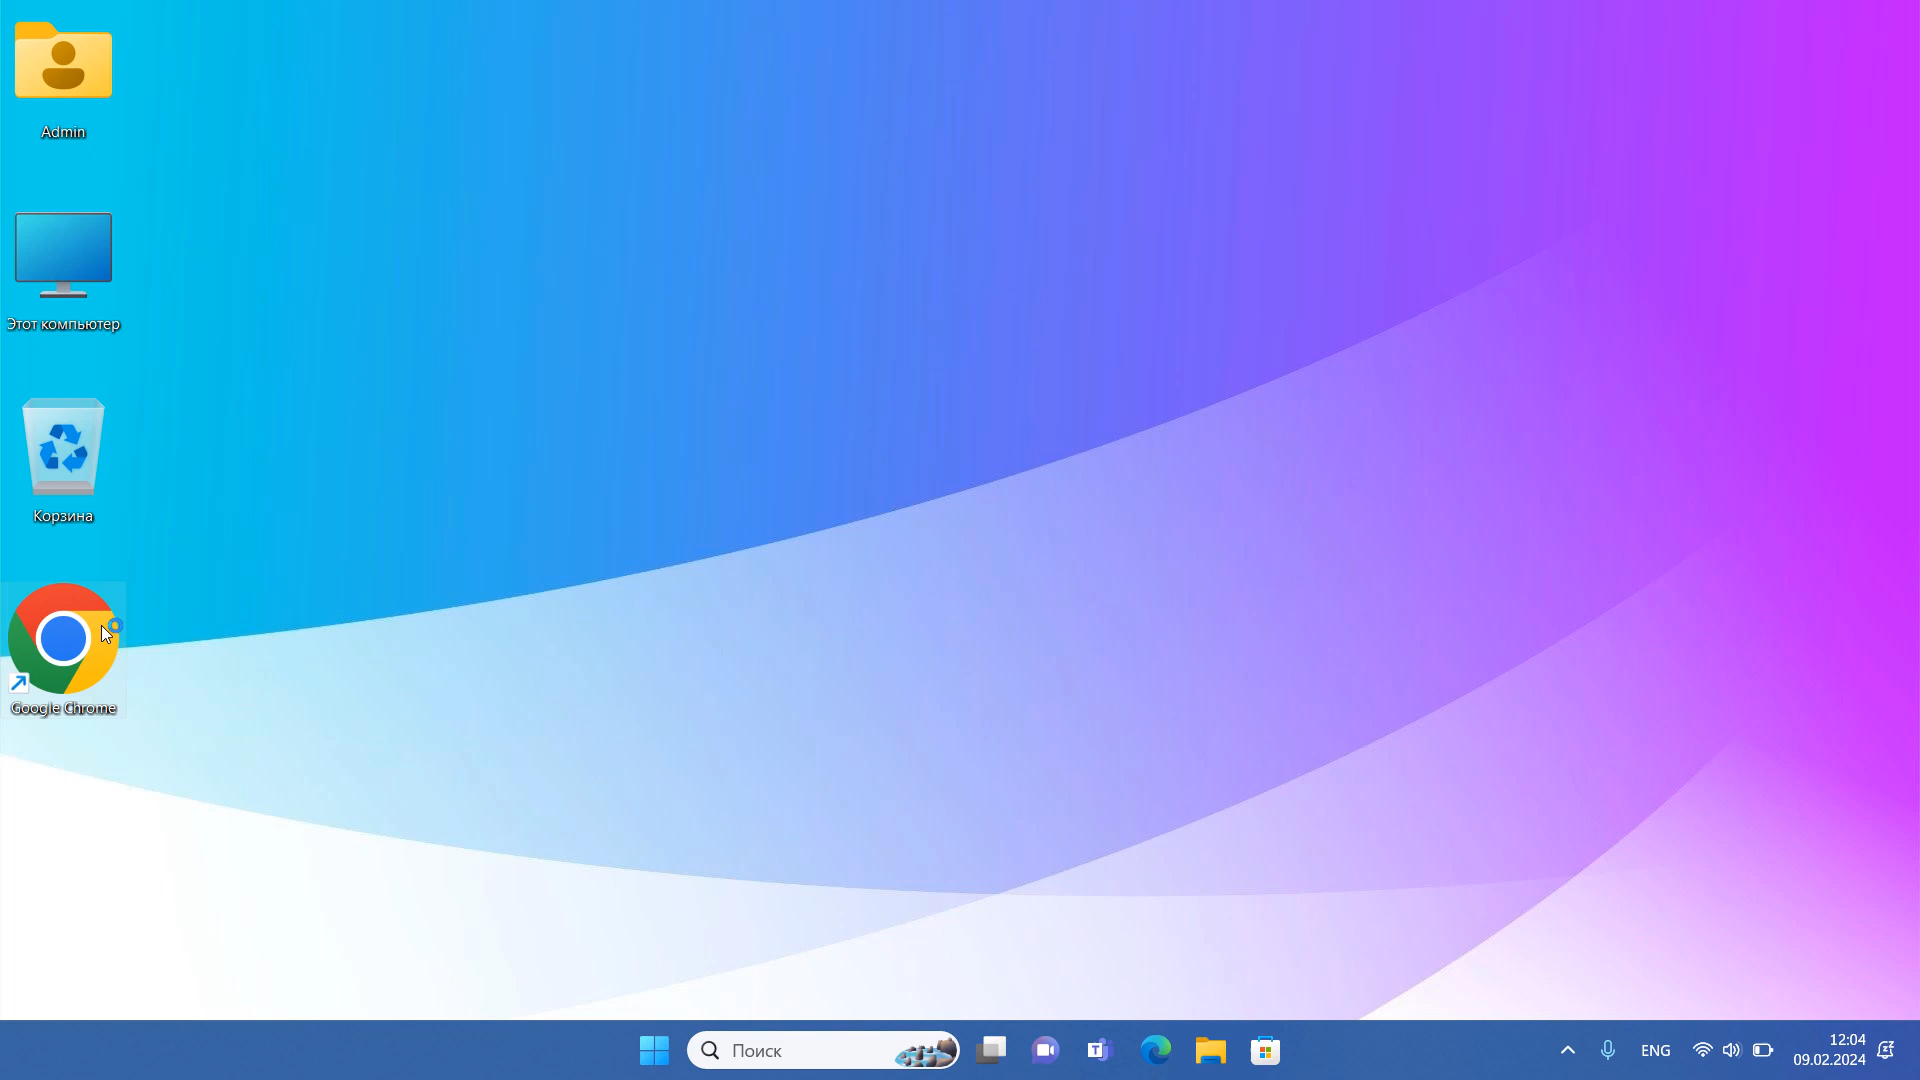 Admin
Этот компьютер
Корзина
Google Chrome
Поиск
ENG
12:04
09.02.2024